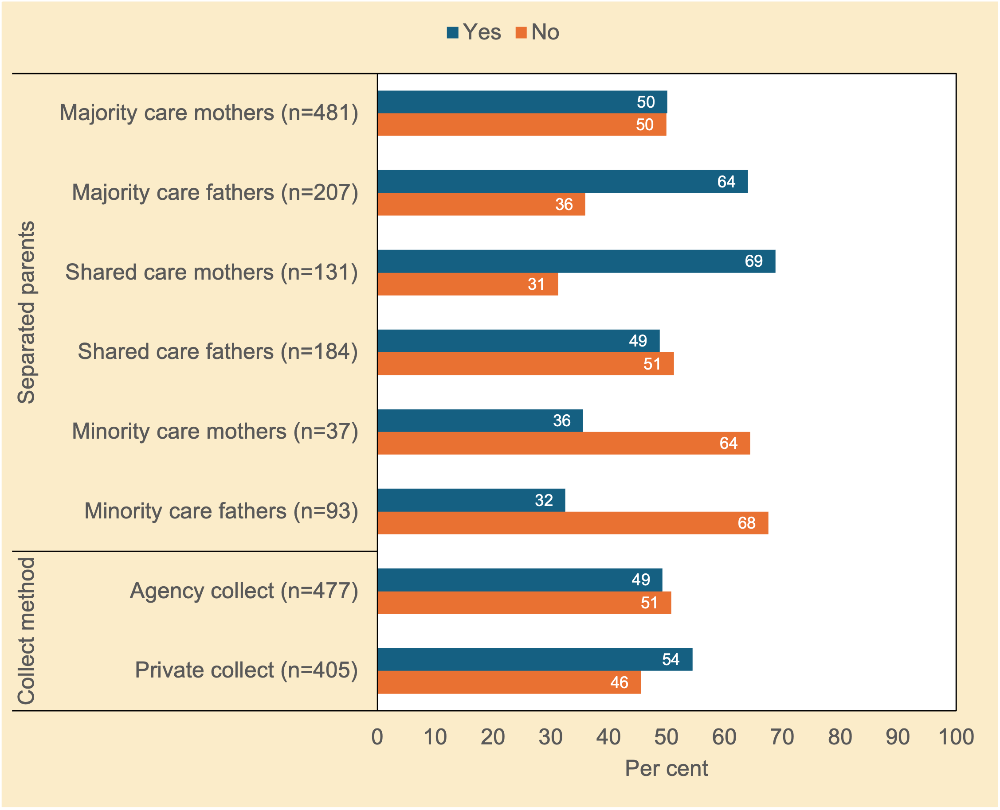 Yes No
Separated parents
Majority care mothers (n=481)
50
50
Majority care fathers (n=207)
64
36
Shared care mothers (n=131)
69
31
Shared care fathers (n=184)
49
51
Minority care mothers (n=37)
36
64
Minority care fathers (n=93)
32
68
Collect method
Agency collect (n=477)
49
51
Private collect (n=405)
54
46
0 10 20 30 40 50 60 70 80 90 100
Per cent